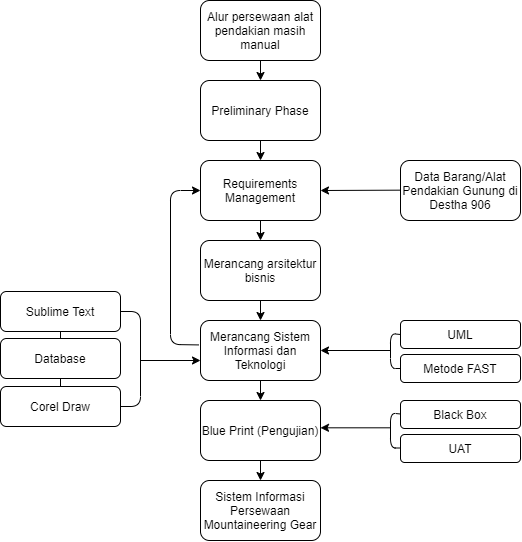 Alur persewaan alat
pendakian masih
manual
Preliminary Phase
Requirements
Management
Data Barang/Alat
Pendakian Gunung di
Destha 906
Merancang arsitektur
bisnis
Sublime Text
Database
Corel Draw
Merancang Sistem
Informasi dan
Teknologi
UML
Metode FAST
Blue Print (Pengujian)
Black Box
UAT
Sistem Informasi
Persewaan
Mountaineering Gear